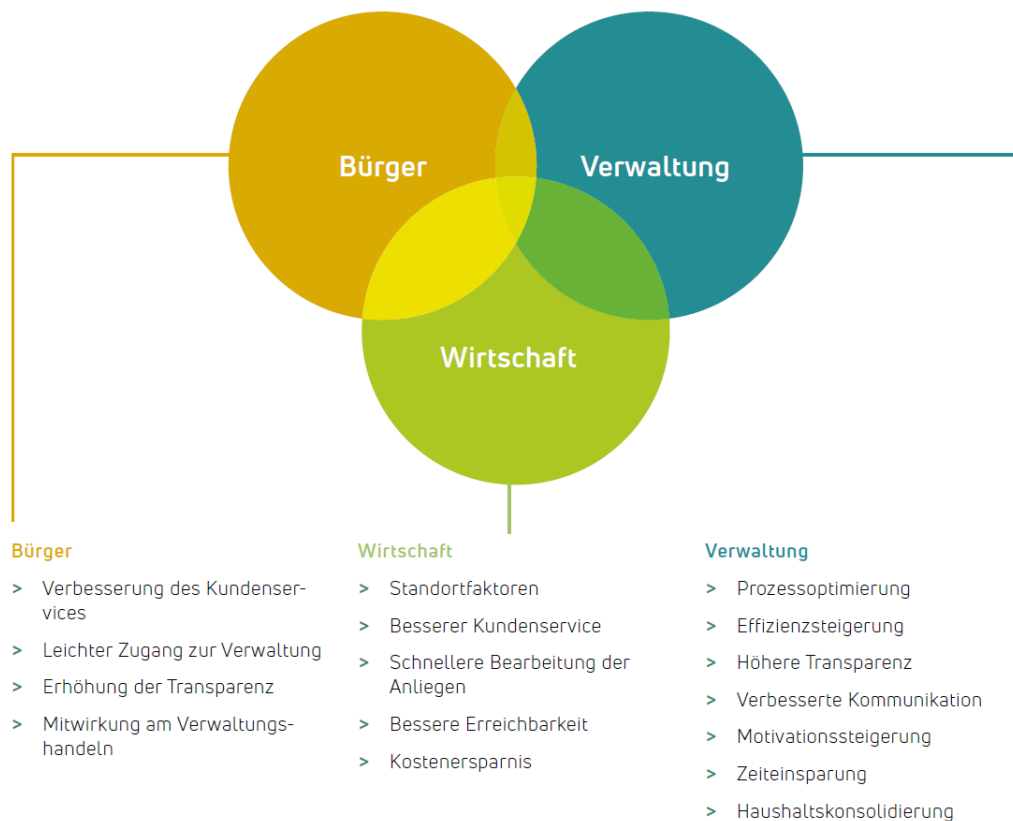 Bürger
Verwaltung
Wirtschaft
Bürger
> Verbesserung des Kundenser-
vices
> Leichter Zugang zur Verwaltung
> Erhöhung der Transparenz
> Mitwirkung am Verwaltungs-
handeln
Wirtschaft
> Standortfaktoren
> Besserer Kundenservice
> Schnellere Bearbeitung der
Anliegen
> Bessere Erreichbarkeit
> Kostenersparnis
Verwaltung
> Prozessoptimierung
> Effizienzsteigerung
> Höhere Transparenz
> Verbesserte Kommunikation
> Motivationssteigerung
> Zeiteinsparung
> Haushaltskonsolidierung